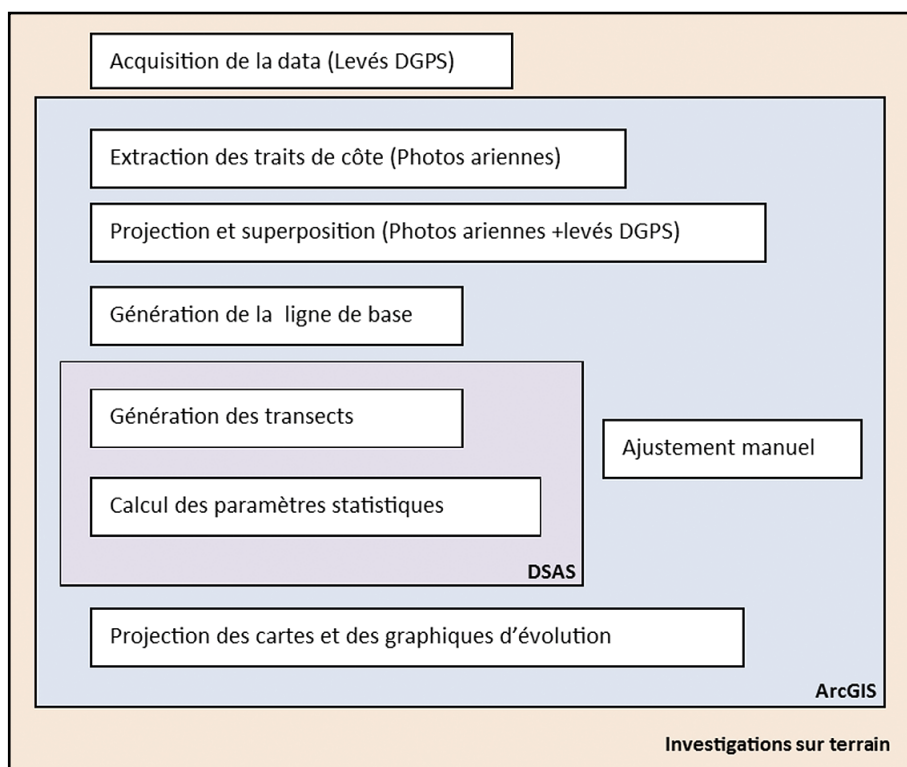 Acquisition de la data (Levés DGPS)
Extraction des traits de côte (Photos ariennes)
Projection et superposition (Photos ariennes +levés DGPS)
Génération de la ligne de base
Génération des transects
Ajustement manuel
Calcul des paramètres statistiques
DSAS
Projection des cartes et des graphiques d’évolution
ArcGIS
Investigations sur terrain